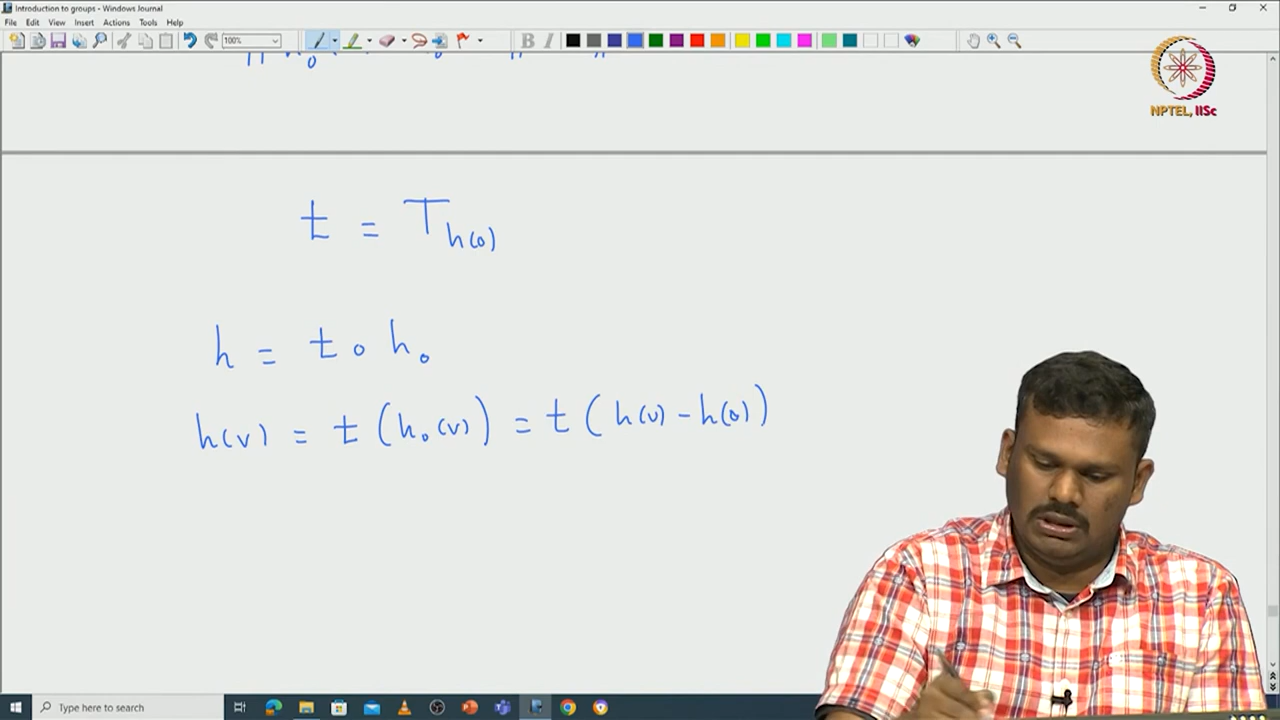 Introduction to groups - Windows Journal
File Edit View Insert Actions Tools Help
100%
B I
NPTEL, IISc
t = T_{h(0)}
h = t ∘ h₀
h(v) = t (h₀(v)) = t (h(v) - h(0))
Type here to search